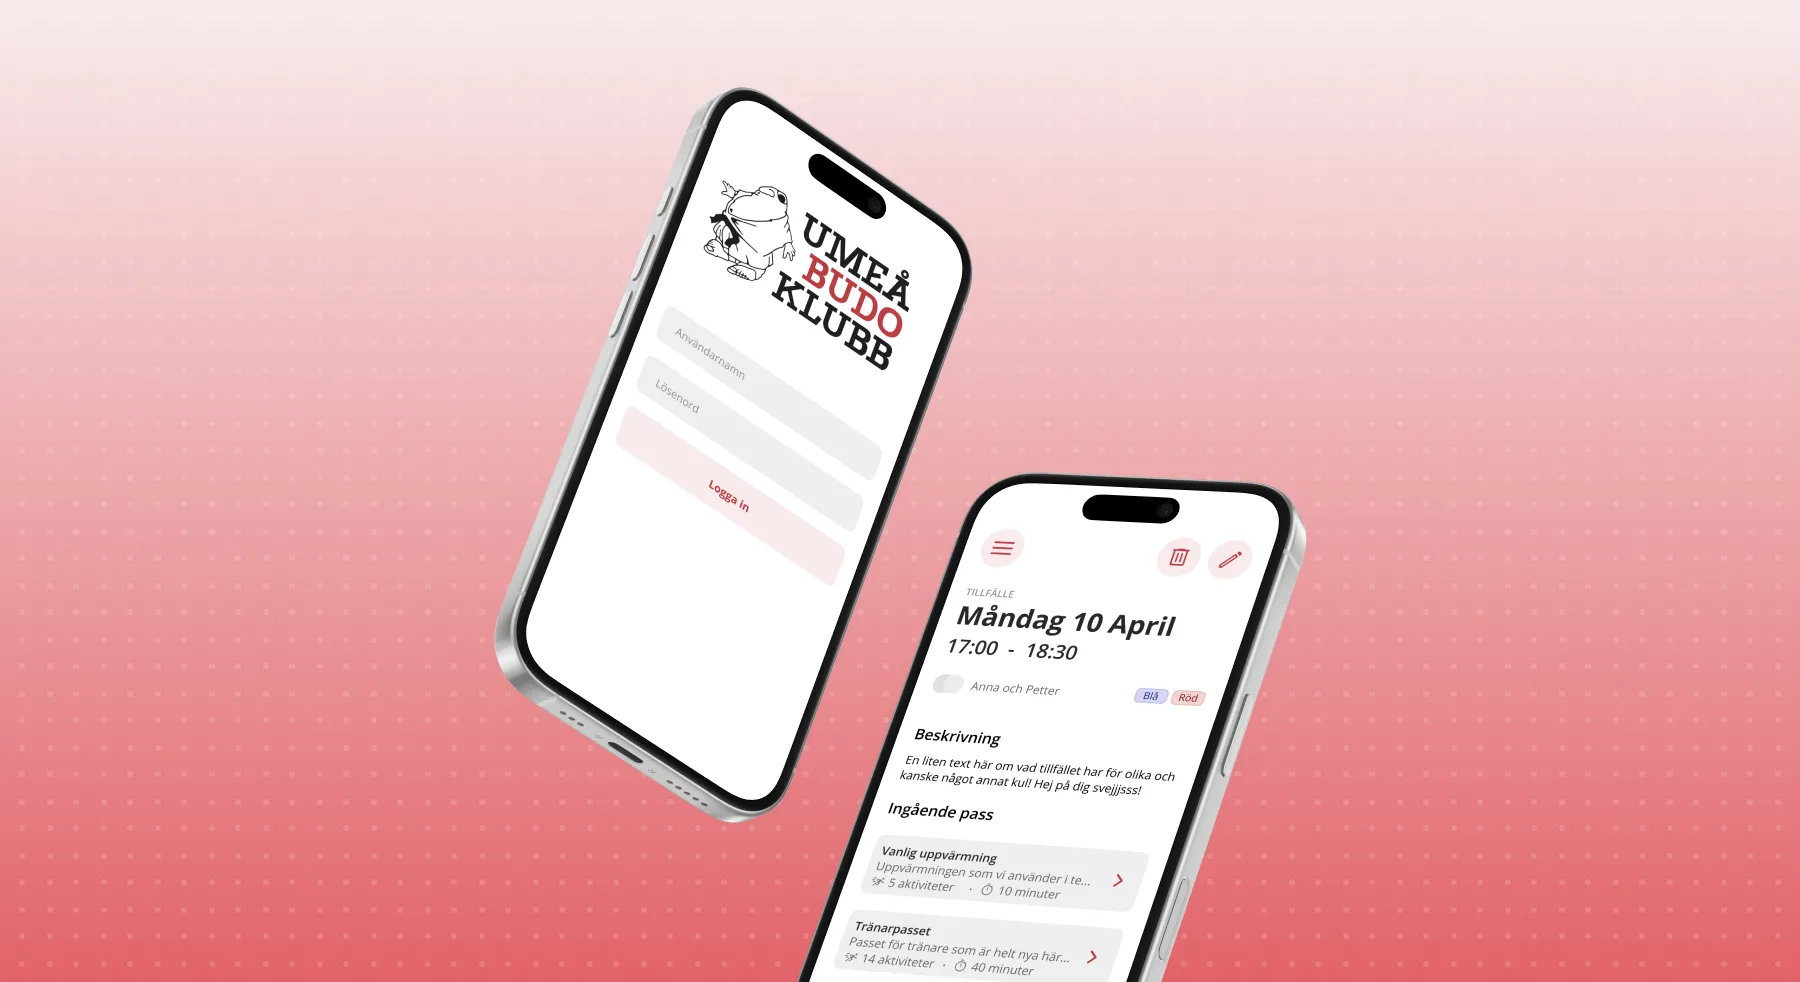 UMEÅ
BUDO
KLUBB
Användarnamn
Lösenord
Logga in
TILLFÄLLE
Måndag 10 April
17:00 - 18:30
Anna och Petter
Blå
Röd
Beskrivning
En liten text här om vad tillfället har för olika och
kanske något annat kul! Hej på dig svejjjsss!
Ingående pass
Vanlig uppvärmning
Uppvärmningen som vi använder i te...
5 aktiviteter · 10 minuter
Tränarpasset
Passet för tränare som är helt nya här...
14 aktiviteter · 40 minuter